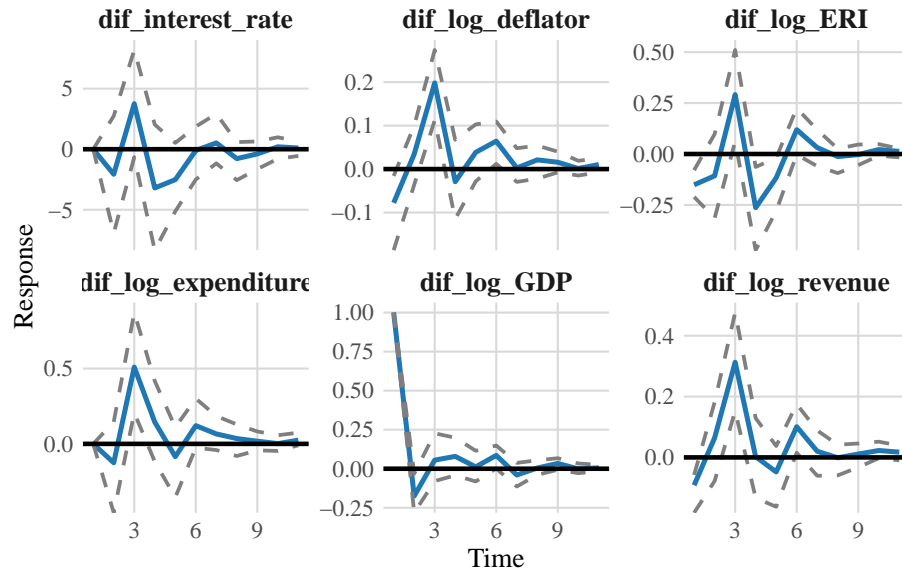 dif_interest_rate
dif_log_deflator
dif_log_ERI
5
0
−5
0.2
0.1
0.0
−0.1
0.50
0.25
0.00
−0.25
Response
dif_log_expenditure
dif_log_GDP
dif_log_revenue
0.5
0.0
1.00
0.75
0.50
0.25
0.00
−0.25
0.4
0.2
0.0
3 6 9
3 6 9
3 6 9
Time